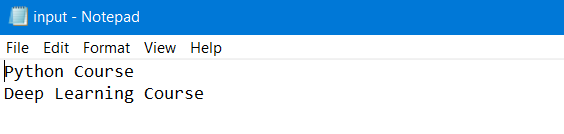 input - Notepad
File Edit Format View Help
Python Course
Deep Learning Course